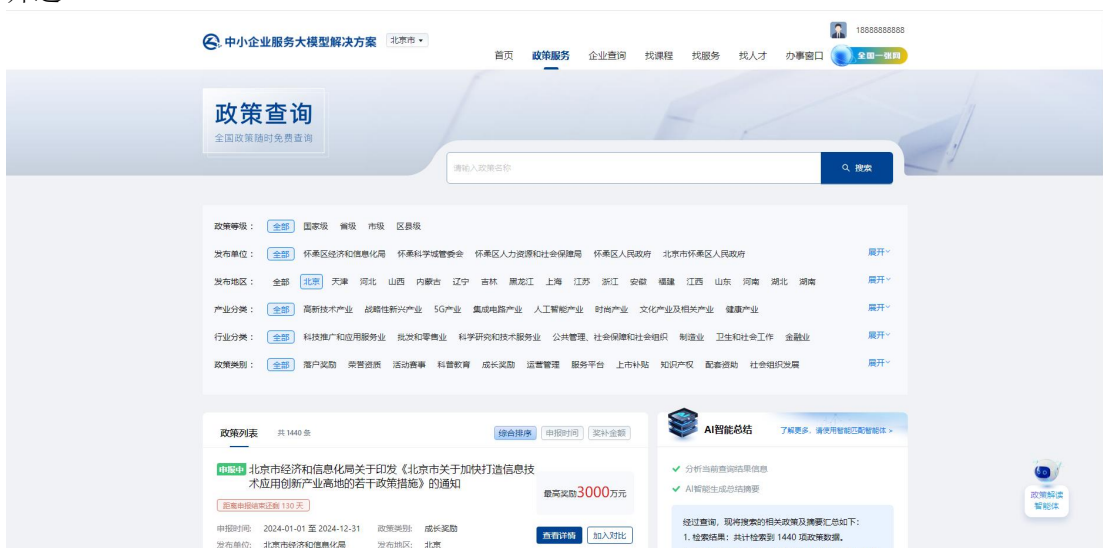 中小企业服务大模型解决方案 北京市
18888888888
首页 政策服务 企业查询 找课程 找服务 找人才 办事窗口 全国一张网
政策查询
全国政策随时免费查询
请输入政策名称 搜索
政策等级： 全部 国家级 省级 市级 区县级
发布单位： 全部 怀柔区经济和信息化局 怀柔科学城管委会 怀柔区人力资源和社会保障局 怀柔区人民政府 北京市怀柔区人民政府 展开
发布地区： 全部 北京 天津 河北 山西 内蒙古 辽宁 吉林 黑龙江 上海 江苏 浙江 安徽 福建 江西 山东 河南 湖北 湖南 展开
产业分类： 全部 高新技术产业 战略性新兴产业 5G产业 集成电路产业 人工智能产业 时尚产业 文化产业及相关产业 健康产业 展开
行业分类： 全部 科技推广和应用服务业 批发和零售业 科学研究和技术服务业 公共管理、社会保障和社会组织 制造业 卫生和社会工作 金融业 展开
政策类别： 全部 落户奖励 荣誉资质 活动赛事 科普教育 成长奖励 运营管理 服务平台 上市补贴 知识产权 配套资助 社会组织发展 展开
政策列表 共 1440 条 综合排序 申报时间 奖补金额
申报中 北京市经济和信息化局关于印发《北京市关于加快打造信息技
术应用创新产业高地的若干政策措施》的通知
距离申报结束还剩 130 天
最高奖励3000万元
申报时间: 2024-01-01 至 2024-12-31 政策类别: 成长奖励
发布单位: 北京市经济和信息化局 发布地区: 北京
查看详情 加入对比
AI智能总结 了解更多，请使用智能匹配智能体 >
分析当前查询结果信息
AI智能生成总结摘要
经过查询，现将搜索的相关政策及摘要汇总如下：
1. 检索结果：共计检索到 1440 项政策数据。
政策解读
智能体